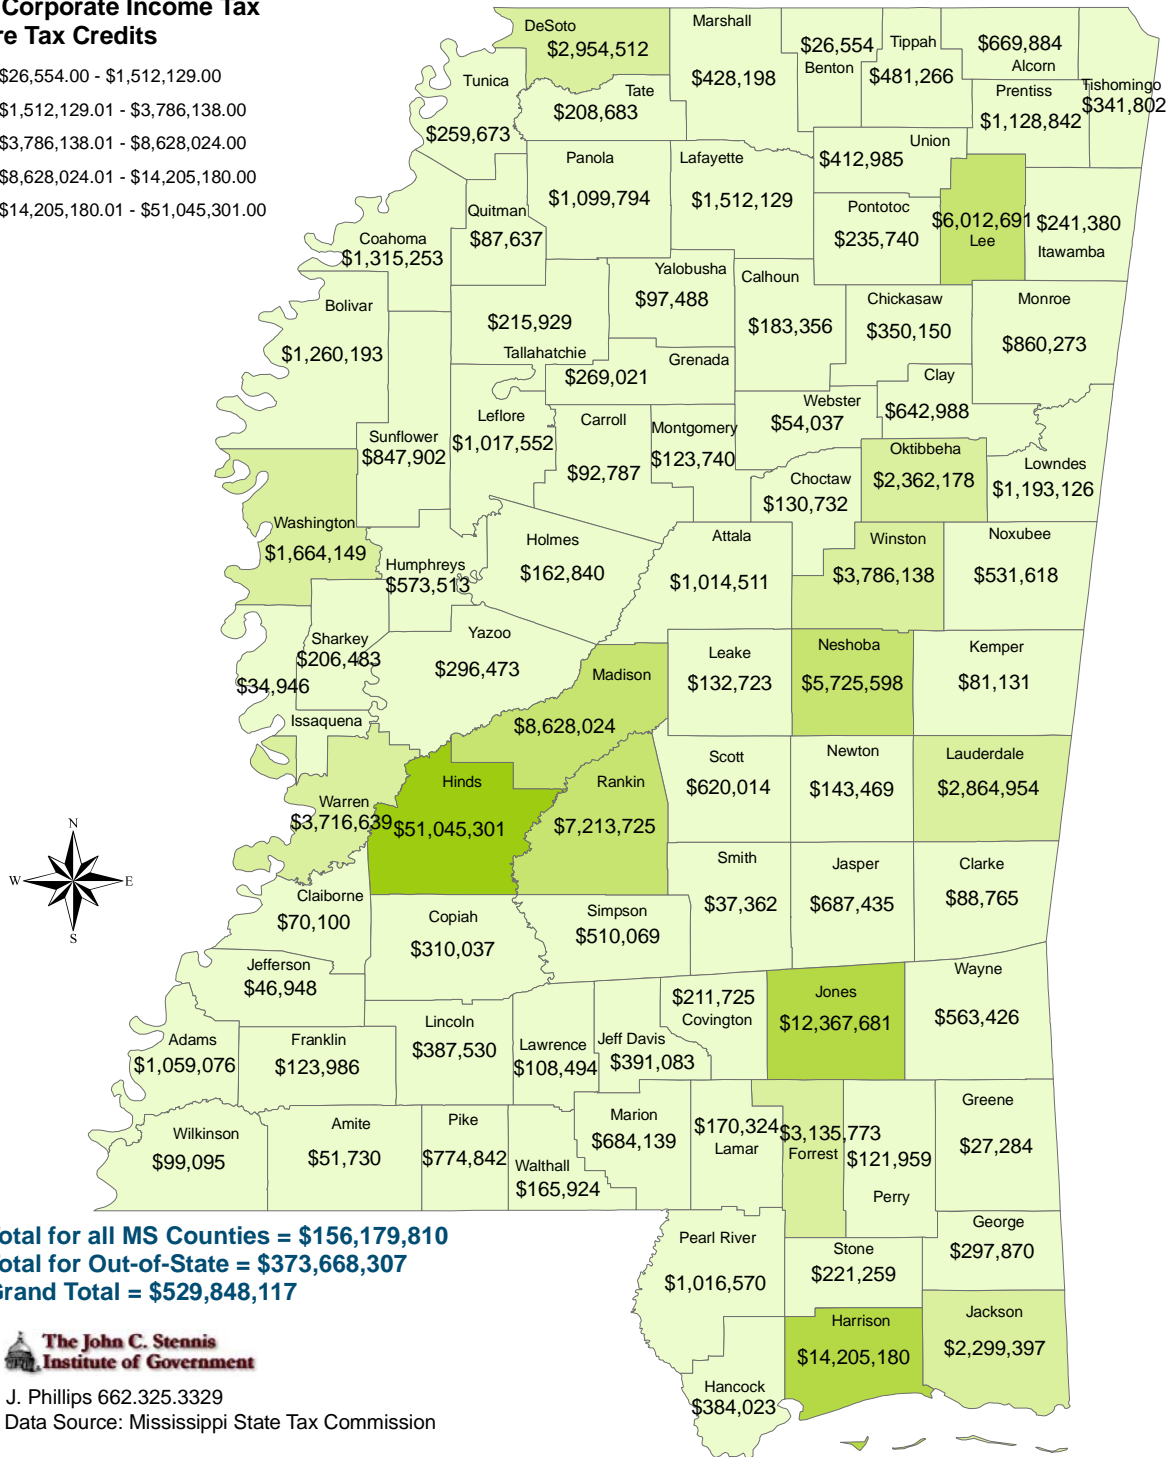 Corporate Income Tax
re Tax Credits
$26,554.00 - $1,512,129.00
$1,512,129.01 - $3,786,138.00
$3,786,138.01 - $8,628,024.00
$8,628,024.01 - $14,205,180.00
$14,205,180.01 - $51,045,301.00
DeSoto
$2,954,512
Marshall
$428,198
$26,554
Benton
Tippah
$481,266
$669,884
Alcorn
Tishomingo
$341,802
Prentiss
$1,128,842
Tunica
$259,673
Tate
$208,683
Panola
$1,099,794
Lafayette
$1,512,129
Union
$412,985
Pontotoc
$235,740
$6,012,691
Lee
$241,380
Itawamba
Quitman
$87,637
Coahoma
$1,315,253
Bolivar
$1,260,193
$215,929
Tallahatchie
Yalobusha
$97,488
Calhoun
$183,356
Chickasaw
$350,150
Monroe
$860,273
Grenada
$269,021
Clay
$642,988
Webster
$54,037
Sunflower
$847,902
Leflore
$1,017,552
Carroll
$92,787
Montgomery
$123,740
Choctaw
$130,732
Oktibbeha
$2,362,178
Lowndes
$1,193,126
Washington
$1,664,149
Humphreys
$573,513
Holmes
$162,840
Attala
$1,014,511
Winston
$3,786,138
Noxubee
$531,618
Sharkey
$206,483
$34,946
Issaquena
Yazoo
$296,473
Madison
$8,628,024
Leake
$132,723
Neshoba
$5,725,598
Kemper
$81,131
Warren
$3,716,639
Hinds
$51,045,301
Rankin
$7,213,725
Scott
$620,014
Newton
$143,469
Lauderdale
$2,864,954
N
W
E
S
Claiborne
$70,100
Copiah
$310,037
Simpson
$510,069
Smith
$37,362
Jasper
$687,435
Clarke
$88,765
Jefferson
$46,948
Adams
$1,059,076
Franklin
$123,986
Lincoln
$387,530
Lawrence
$108,494
Jeff Davis
$391,083
$211,725
Covington
Jones
$12,367,681
Wayne
$563,426
Wilkinson
$99,095
Amite
$51,730
Pike
$774,842
Walthall
$165,924
Marion
$684,139
$170,324
Lamar
$3,135,773
Forrest
$121,959
Perry
Greene
$27,284
Total for all MS Counties = $156,179,810
Total for Out-of-State = $373,668,307
Grand Total = $529,848,117
Pearl River
$1,016,570
Stone
$221,259
George
$297,870
Harrison
$14,205,180
Jackson
$2,299,397
Hancock
$384,023
The John C. Stennis
Institute of Government
J. Phillips 662.325.3329
Data Source: Mississippi State Tax Commission